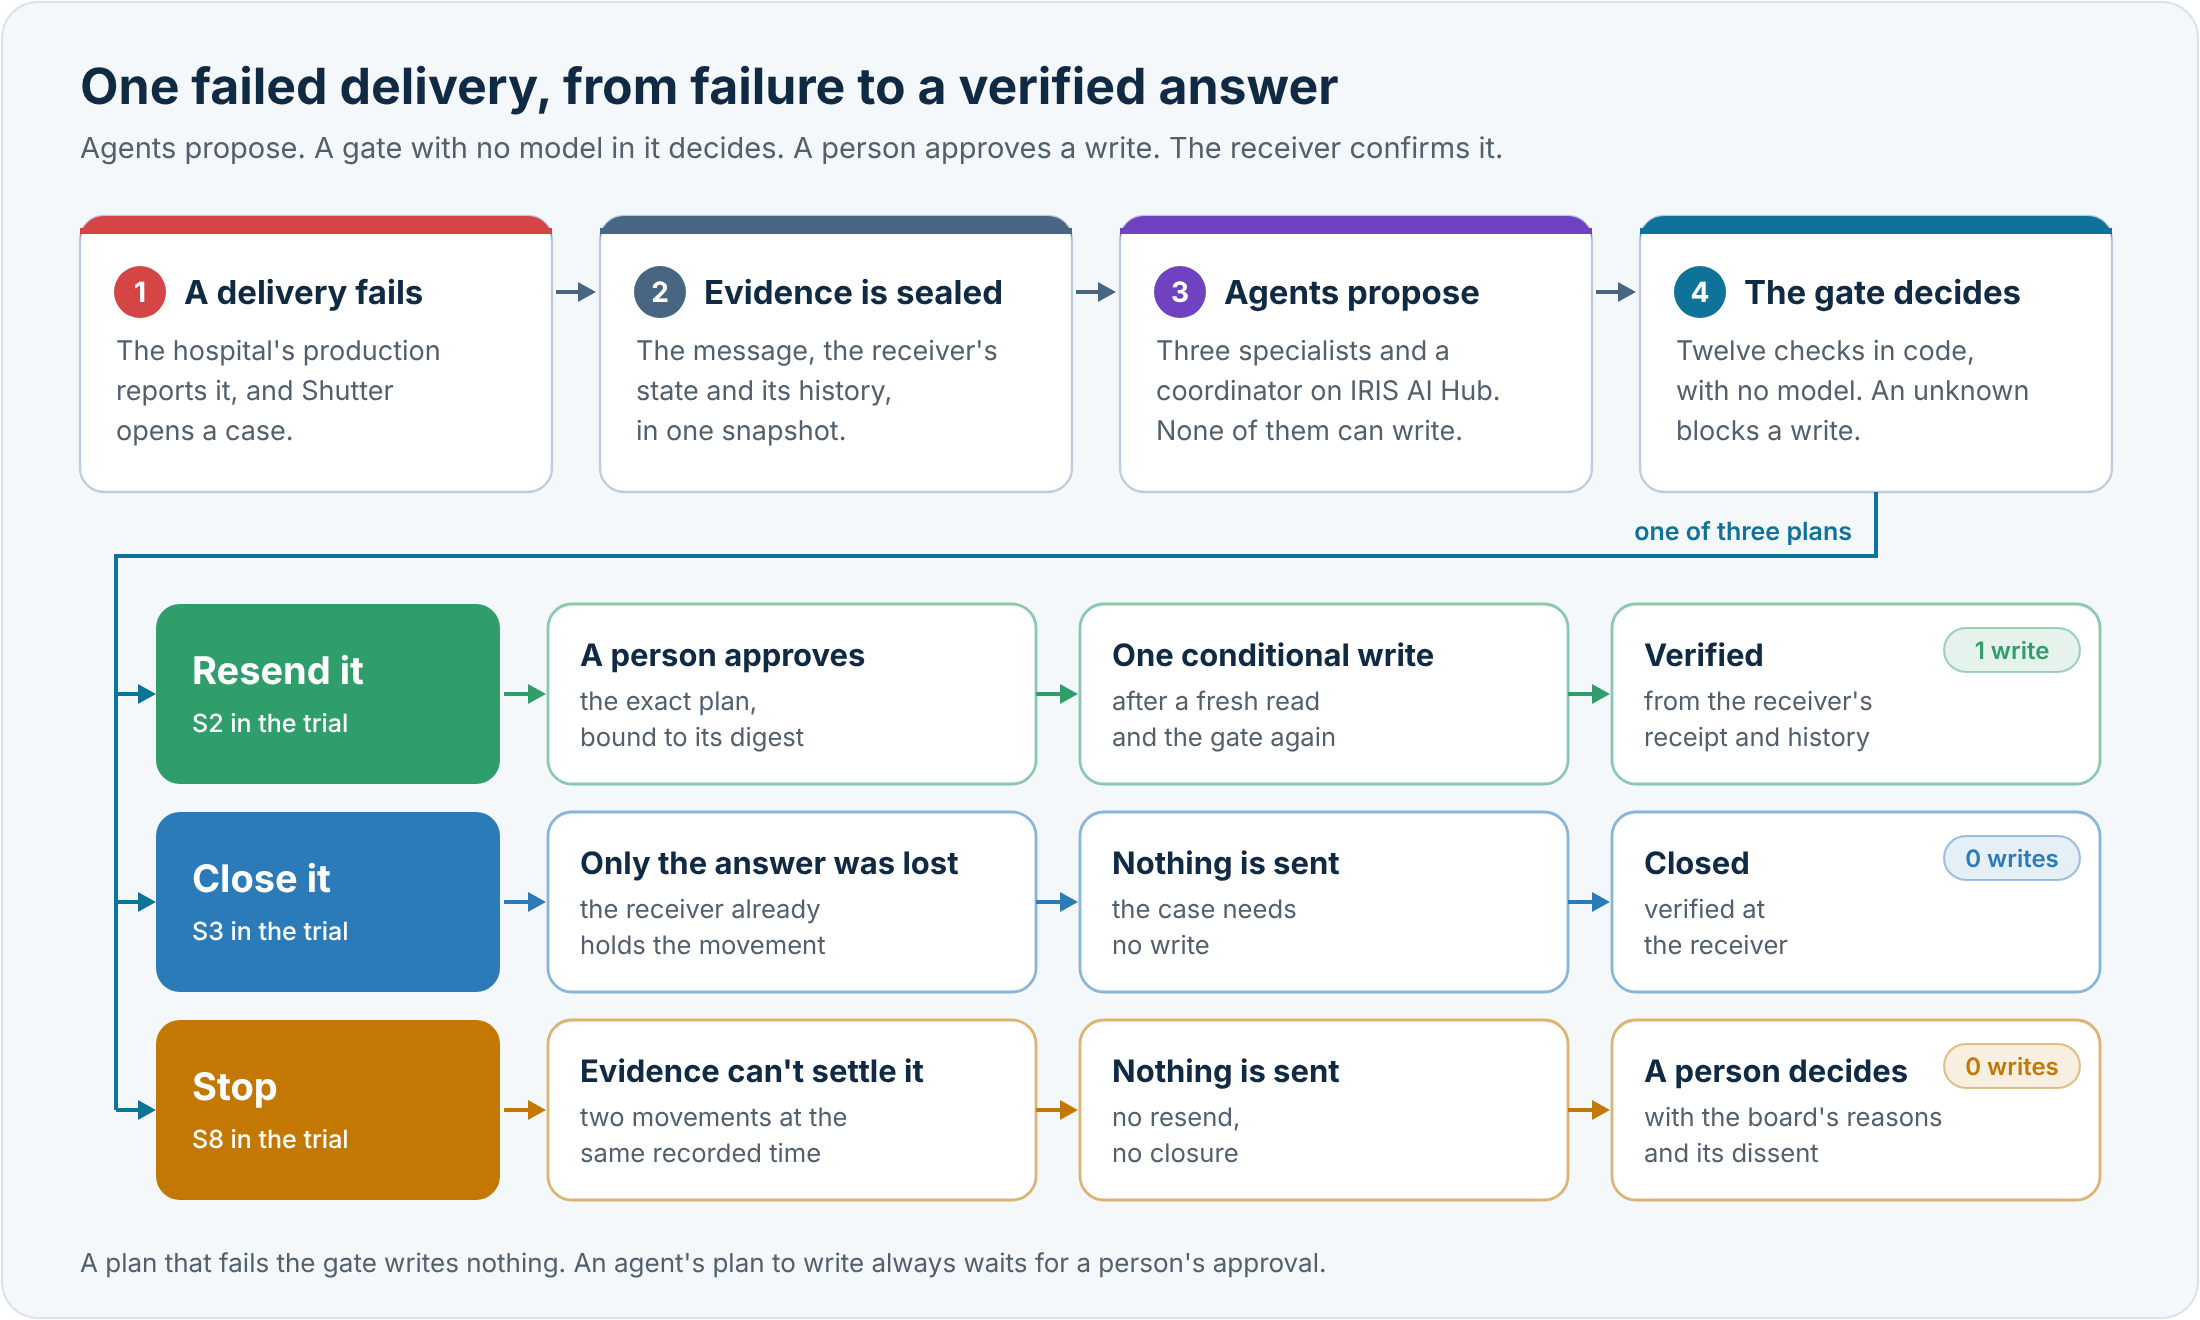 One failed delivery, from failure to a verified answer
Agents propose. A gate with no model in it decides. A person approves a write. The receiver confirms it.
1 A delivery fails
The hospital's production
reports it, and Shutter
opens a case.
2 Evidence is sealed
The message, the receiver's
state and its history,
in one snapshot.
3 Agents propose
Three specialists and a
coordinator on IRIS AI Hub.
None of them can write.
4 The gate decides
Twelve checks in code,
with no model. An unknown
blocks a write.
one of three plans
Resend it
S2 in the trial
A person approves
the exact plan,
bound to its digest
One conditional write
after a fresh read
and the gate again
Verified
1 write
from the receiver's
receipt and history
Close it
S3 in the trial
Only the answer was lost
the receiver already
holds the movement
Nothing is sent
the case needs
no write
Closed
0 writes
verified at
the receiver
Stop
S8 in the trial
Evidence can't settle it
two movements at the
same recorded time
Nothing is sent
no resend,
no closure
A person decides
0 writes
with the board's reasons
and its dissent
A plan that fails the gate writes nothing. An agent's plan to write always waits for a person's approval.